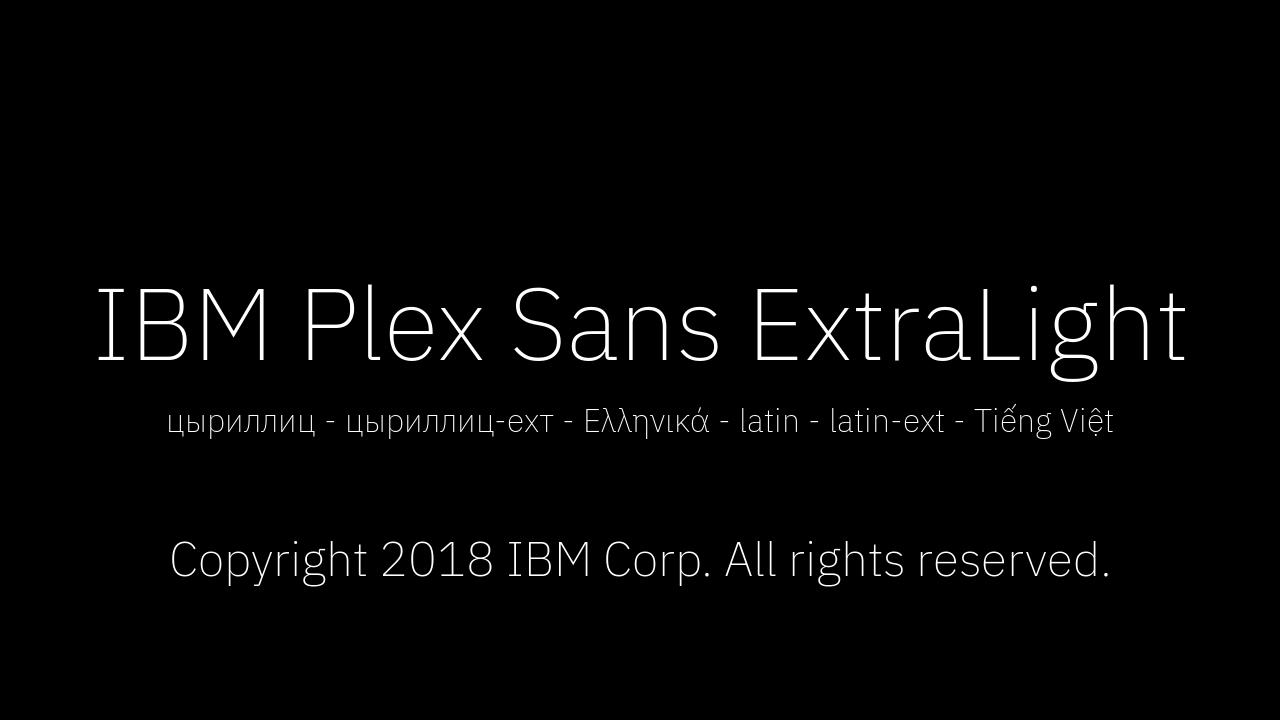 IBM Plex Sans ExtraLight
цыриллиц - цыриллиц-ехт - Ελληνικά - latin - latin-ext - Tiếng Việt
Copyright 2018 IBM Corp. All rights reserved.